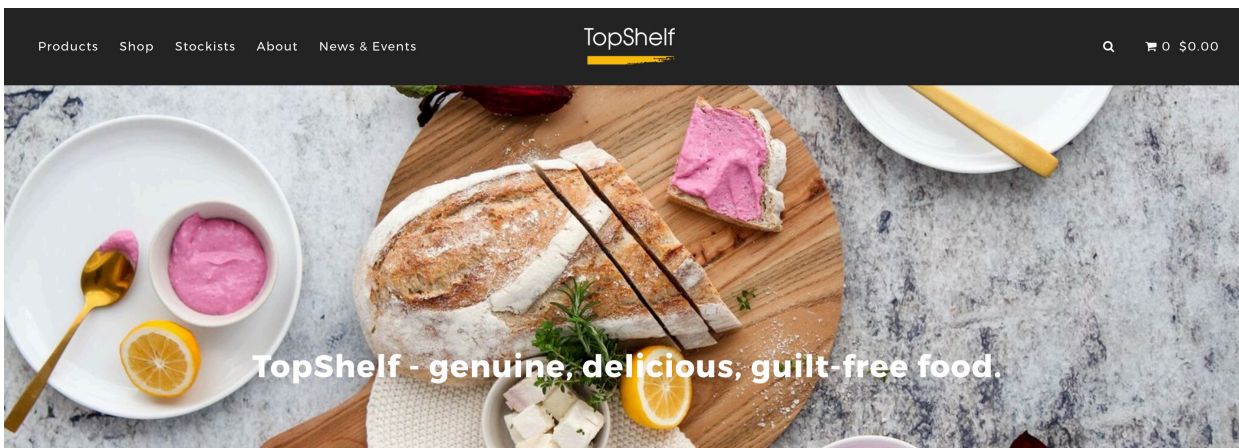 Products Shop Stockists About News & Events TopShelf 0 $0.00
TopShelf - genuine, delicious, guilt-free food.